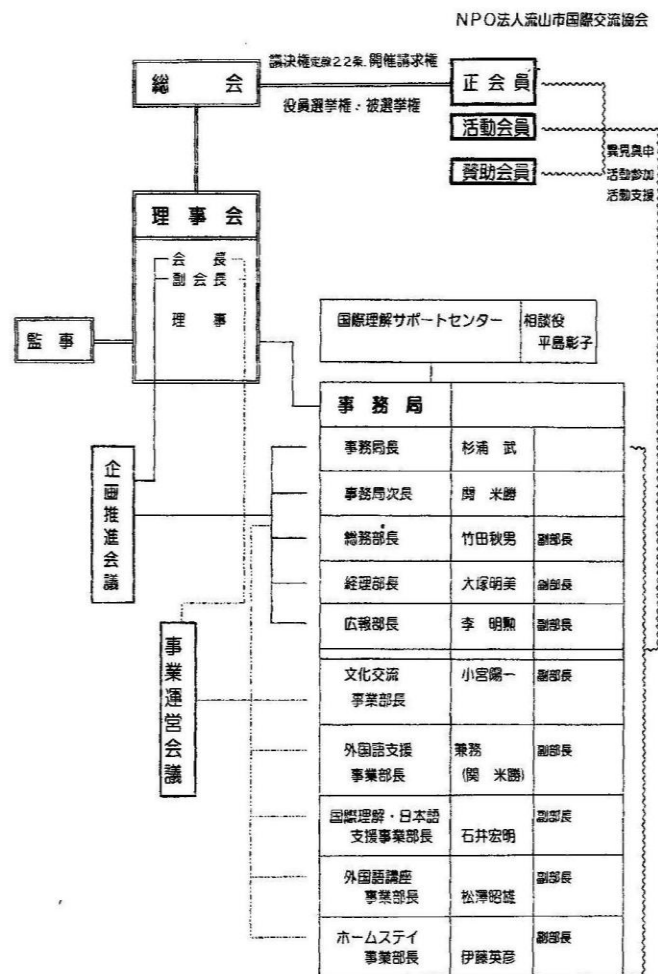 NPO法人流山市国際交流協会
総会
議決権定款22条.開催請求権
役員選挙権・被選挙権
正会員
活動会員
賛助会員
意見具申
活動参加
活動支援
理事会
会長
副会長
理事
監事
国際理解サポートセンター
相談役
平島彰子
事務局
企画推進会議
事業運営会議
事務局長 杉浦 武
事務局次長 関 米勝
総務部長 竹田秋男 副部長
経理部長 大塚明美 副部長
広報部長 李 明勲 副部長
文化交流 小宮陽一 副部長
事業部長
外国語支援 兼務 副部長
事業部長 (関 米勝)
国際理解・日本語 副部長
支援事業部長 石井宏明
外国語講座 副部長
事業部長 松澤昭雄
ホームステイ 副部長
事業部長 伊藤英彦